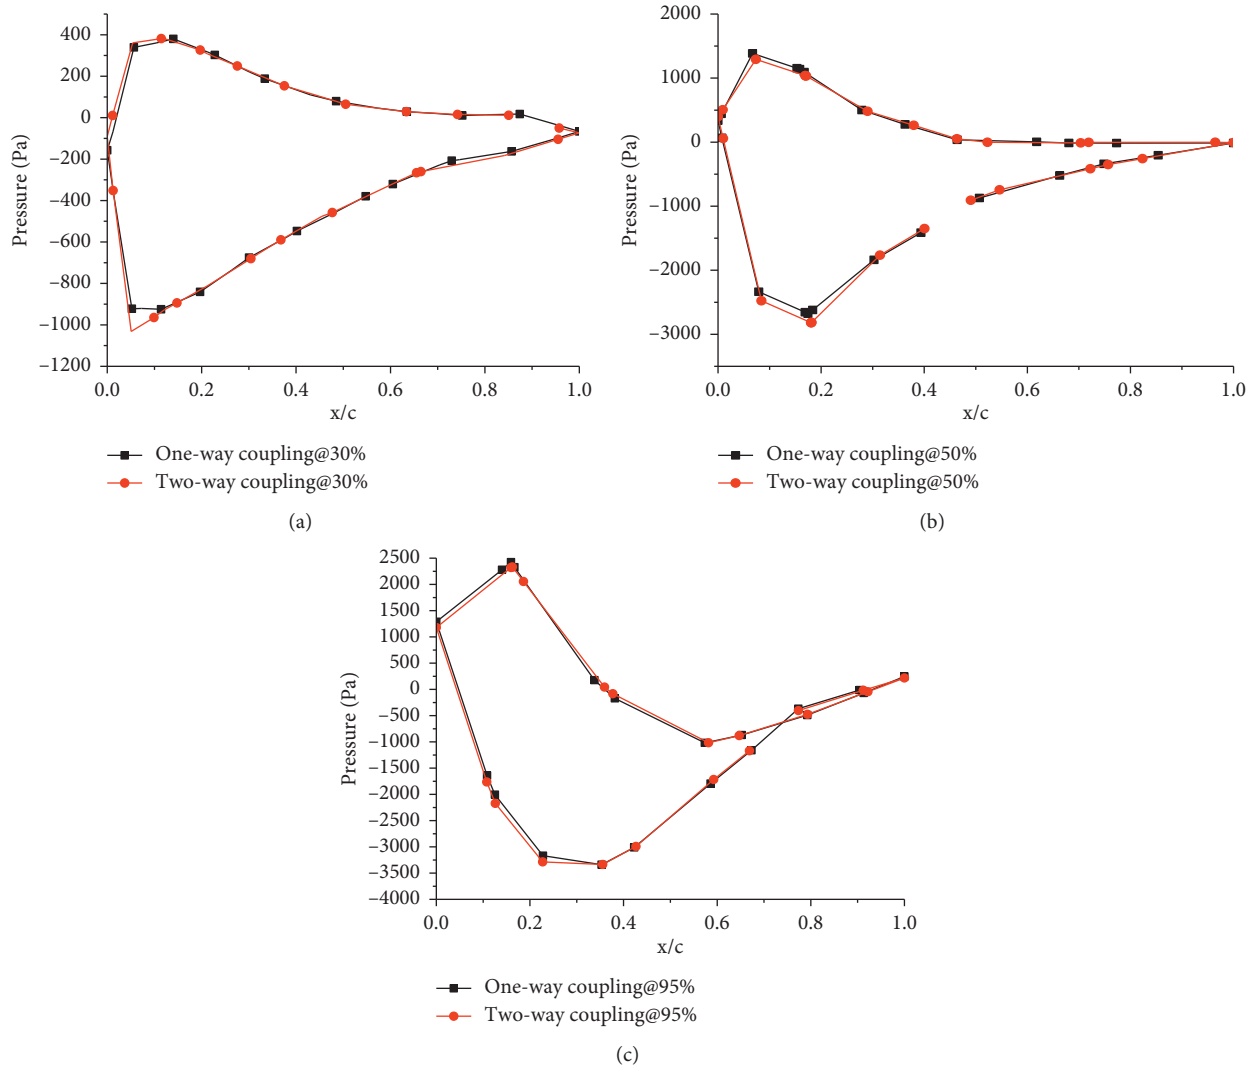 400
200
0
−200
−400
−600
−800
−1000
−1200
Pressure (Pa)
0.0 0.2 0.4 0.6 0.8 1.0
x/c
One-way coupling@30%
Two-way coupling@30%
(a)
2000
1000
0
−1000
−2000
−3000
Pressure (Pa)
0.0 0.2 0.4 0.6 0.8 1.0
x/c
One-way coupling@50%
Two-way coupling@50%
(b)
2500
2000
1500
1000
500
0
−500
−1000
−1500
−2000
−2500
−3000
−3500
−4000
Pressure (Pa)
0.0 0.2 0.4 0.6 0.8 1.0
x/c
One-way coupling@95%
Two-way coupling@95%
(c)